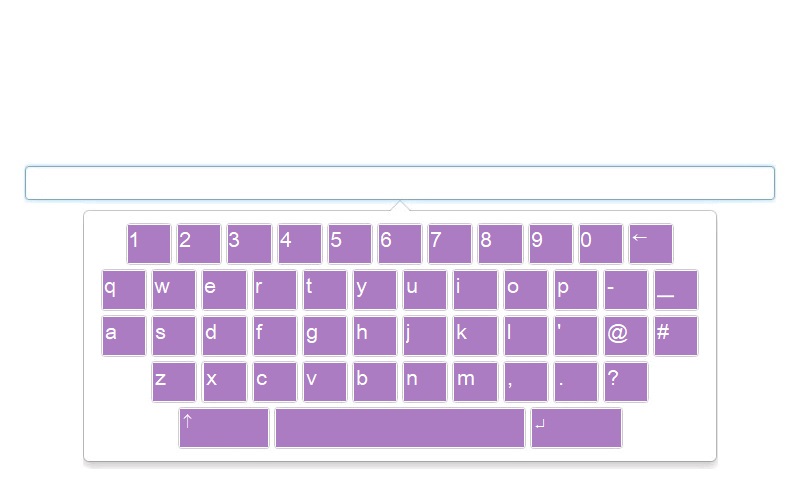 1 2 3 4 5 6 7 8 9 0 ←
q w e r t y u i o p - _
a s d f g h j k l ' @ #
z x c v b n m , . ?
↑ ↵